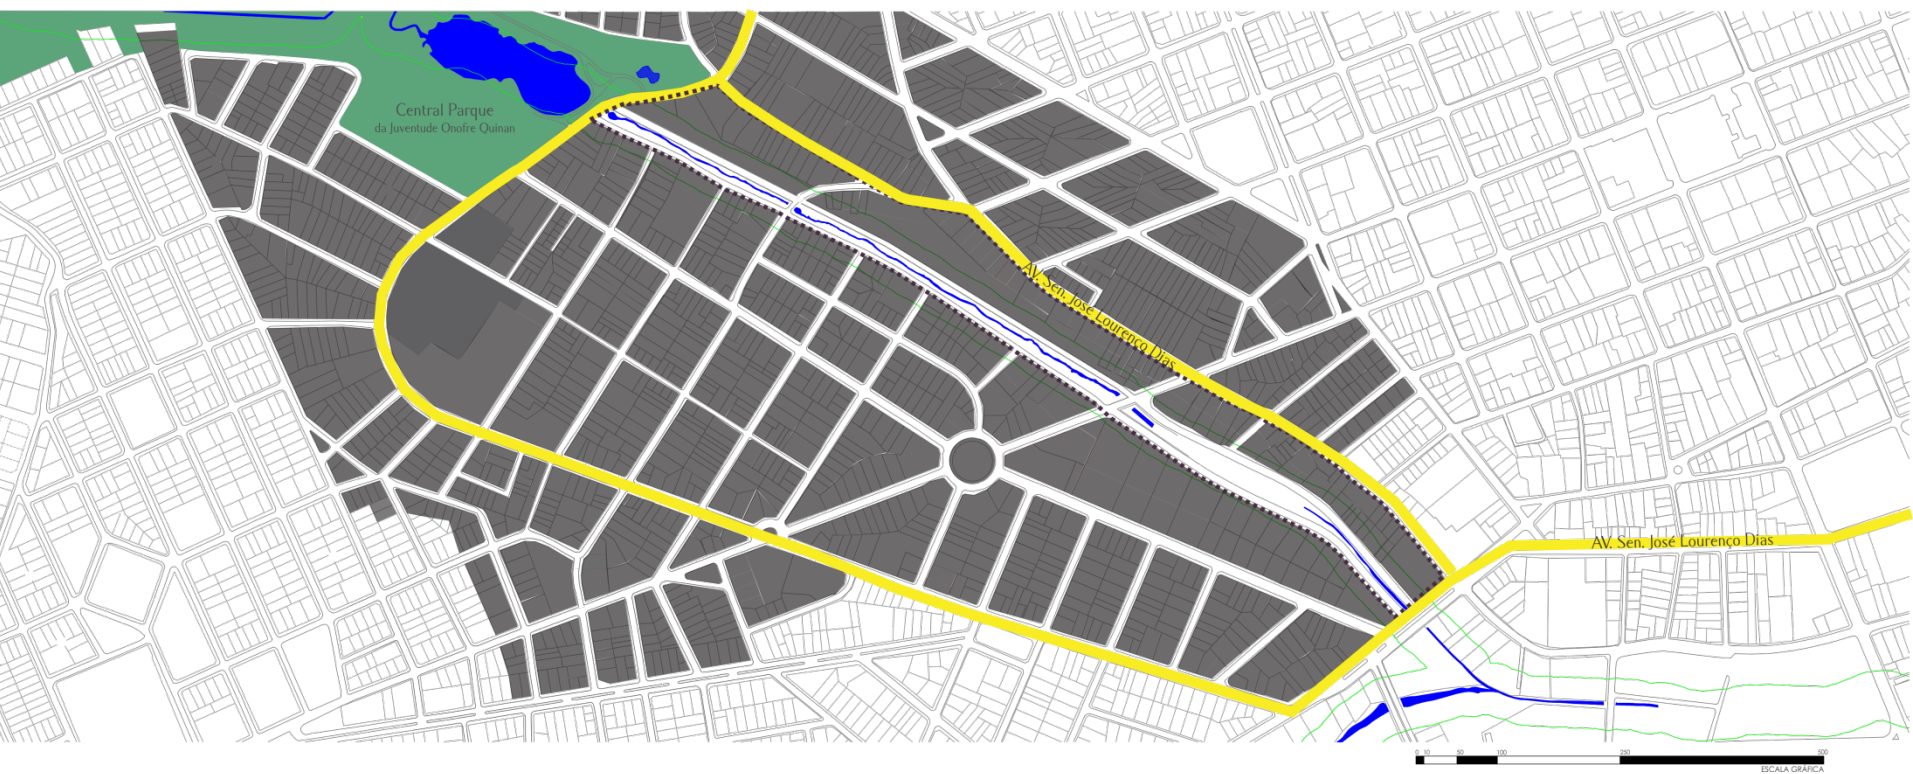 Central Parque
da Juventude Onofre Quinan
AV. Sen. José Lourenço Dias
AV. Sen. José Lourenço Dias
0 10 50 100 250 500
ESCALA GRÁFICA